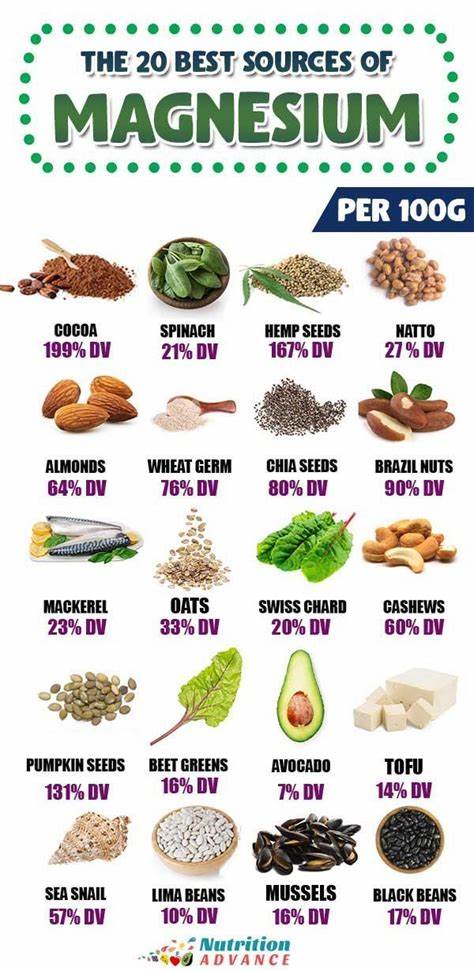 THE 20 BEST SOURCES OF
MAGNESIUM
PER 100G
COCOA
199% DV
SPINACH
21% DV
HEMP SEEDS
167% DV
NATTO
27% DV
ALMONDS
64% DV
WHEAT GERM
76% DV
CHIA SEEDS
80% DV
BRAZIL NUTS
90% DV
MACKEREL
23% DV
OATS
33% DV
SWISS CHARD
20% DV
CASHEWS
60% DV
PUMPKIN SEEDS
131% DV
BEET GREENS
16% DV
AVOCADO
7% DV
TOFU
14% DV
SEA SNAIL
57% DV
LIMA BEANS
10% DV
MUSSELS
16% DV
BLACK BEANS
17% DV
Nutrition
ADVANCE